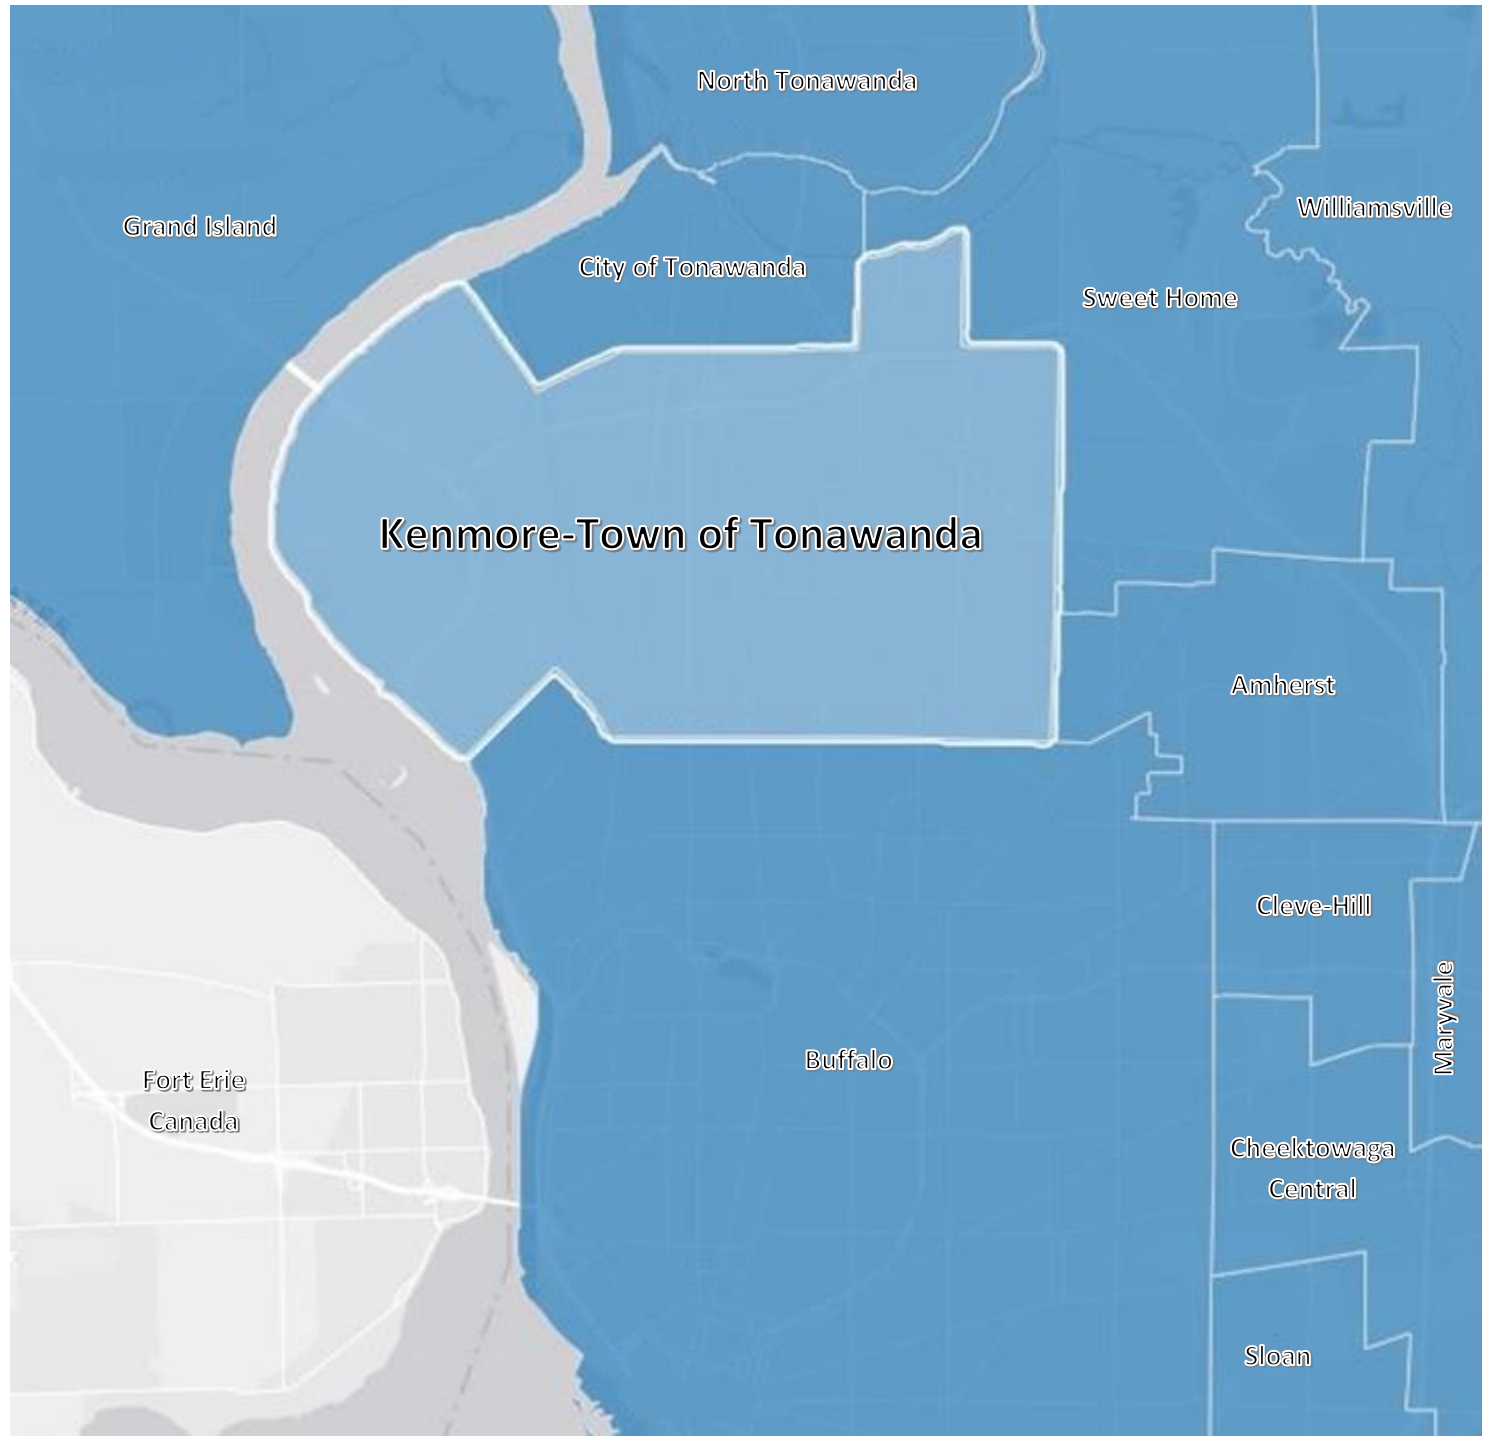 North Tonawanda
Williamsville
Grand Island
City of Tonawanda
Sweet Home
Kenmore-Town of Tonawanda
Amherst
Cleve-Hill
Maryvale
Buffalo
Fort Erie
Canada
Cheektowaga
Central
Sloan